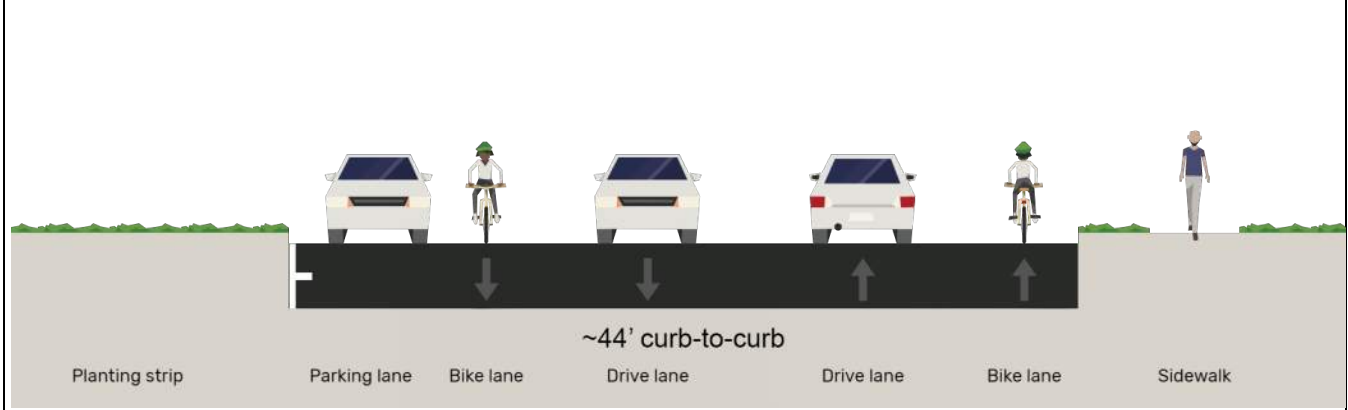 ~44' curb-to-curb
Planting strip
Parking lane
Bike lane
Drive lane
Drive lane
Bike lane
Sidewalk